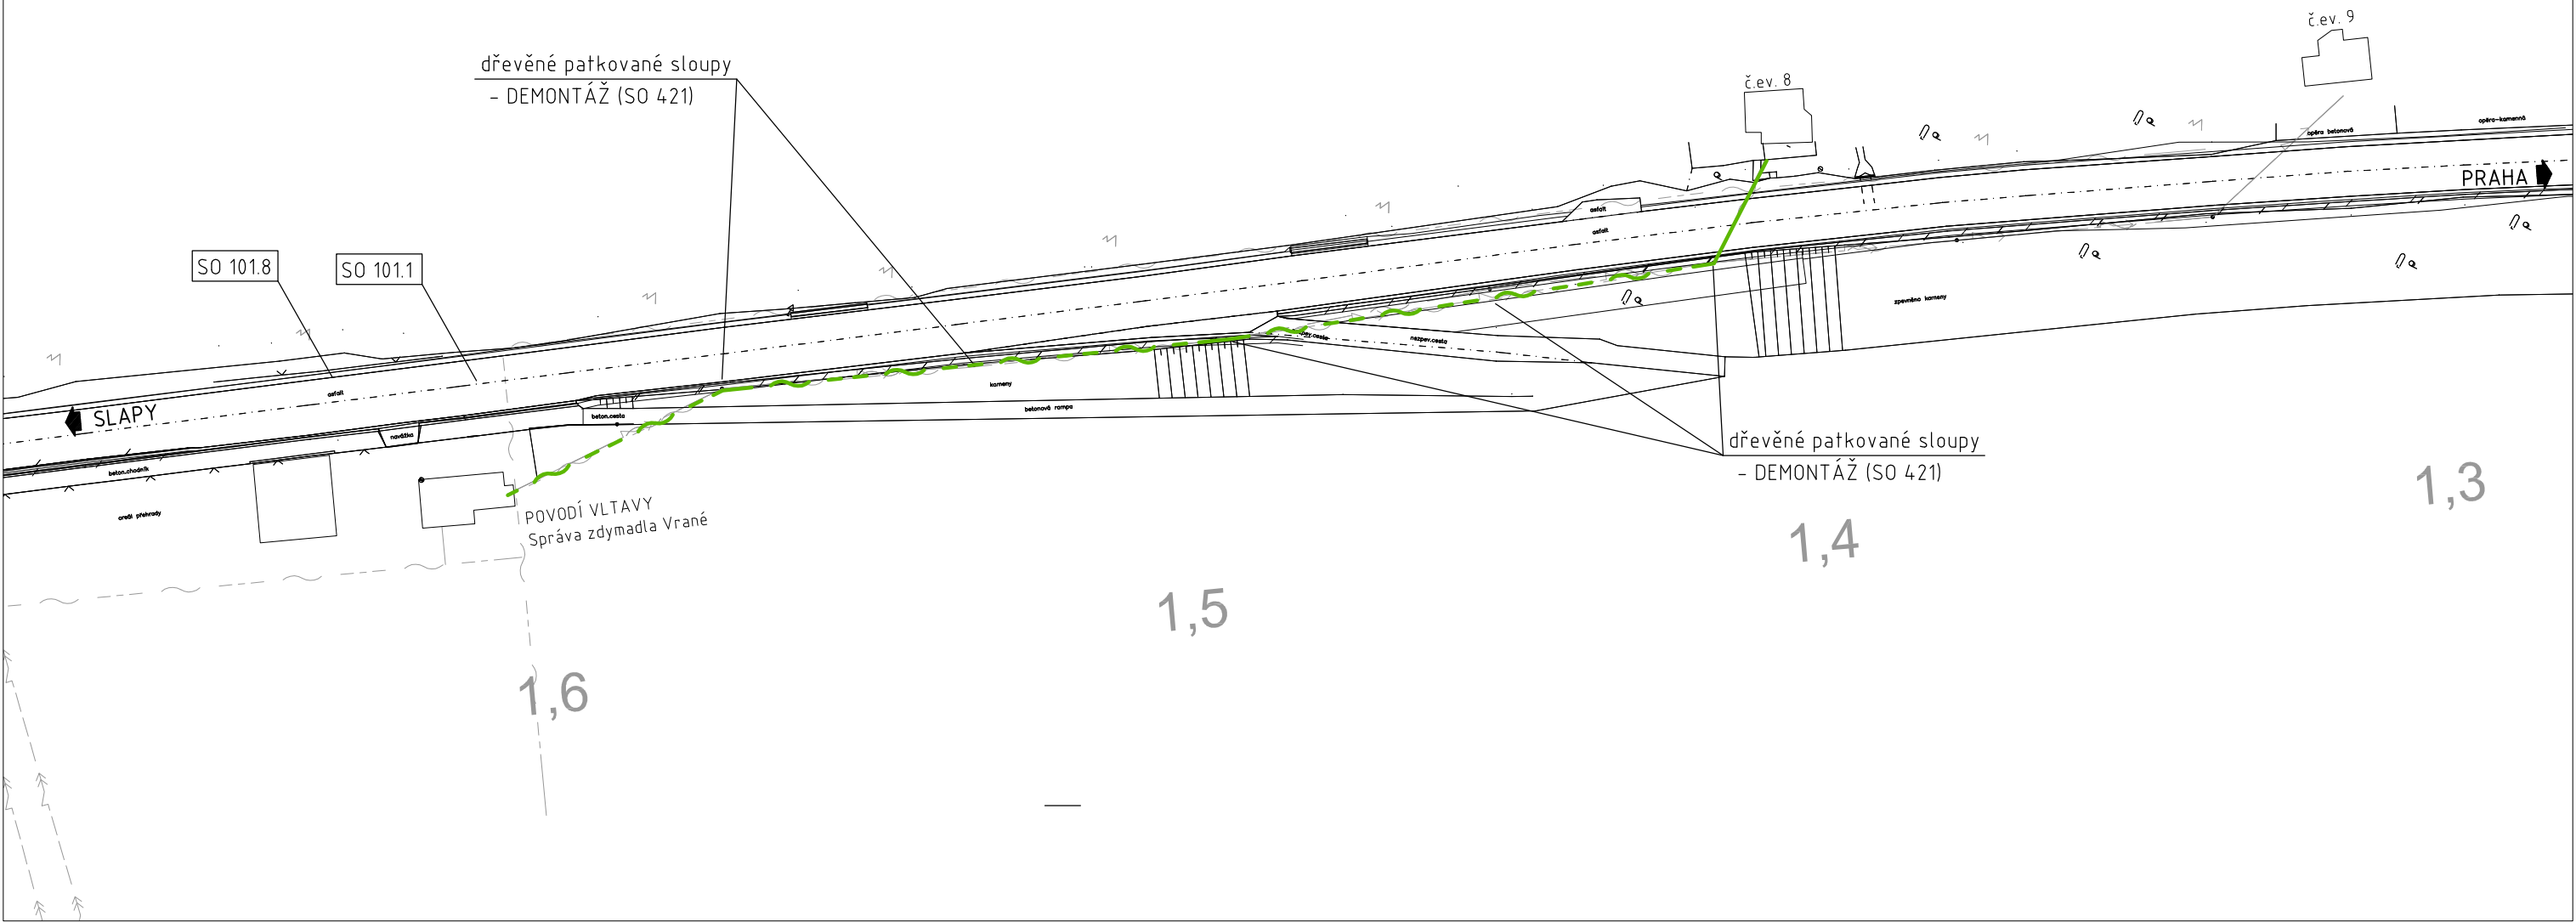 č.ev. 9
dřevěné patkované sloupy
- DEMONTÁŽ (SO 421)
č.ev. 8
opěra-kamenná
opěra betonová
PRAHA
asfalt
asfalt
SO 101.8
SO 101.1
zpevněno kameny
nezpev.cesta
kameny
asfalt
betonová rampa
beton.cesta
SLAPY
navážka
beton.chodník
dřevěné patkované sloupy
- DEMONTÁŽ (SO 421)
areál přehrady
POVODÍ VLTAVY
Správa zdymadla Vrané
1,3
1,4
1,5
1,6